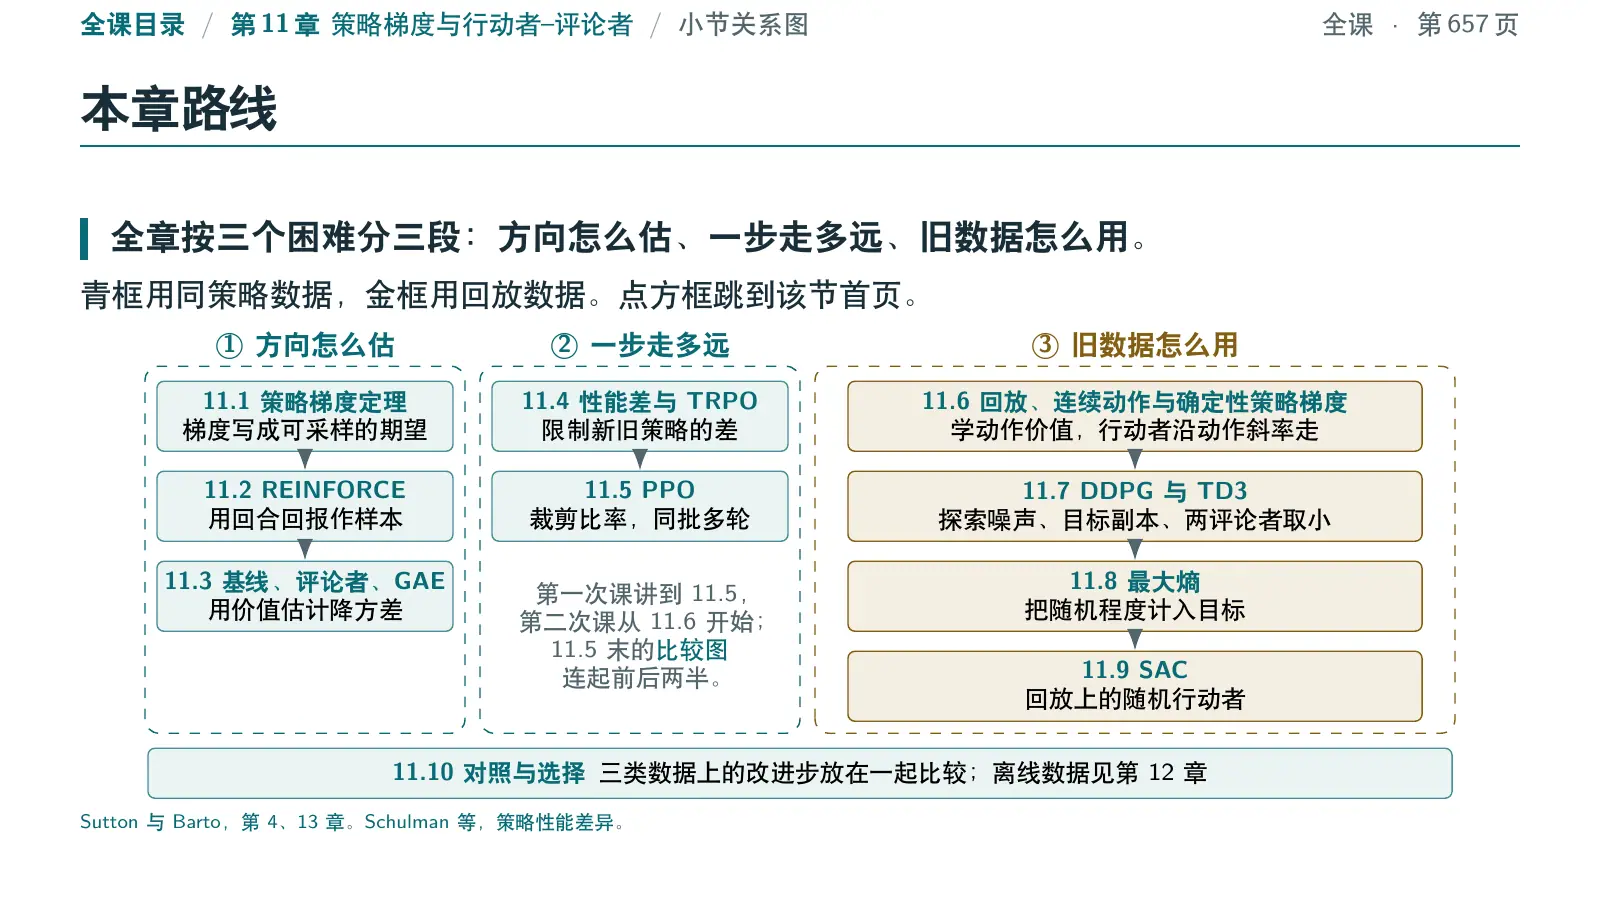 全课目录 / 第 11 章 策略梯度与行动者–评论者 / 小节关系图
全课 · 第 657 页
本章路线
全章按三个困难分三段：方向怎么估、一步走多远、旧数据怎么用。
青框用同策略数据，金框用回放数据。点方框跳到该节首页。
① 方向怎么估
11.1 策略梯度定理
梯度写成可采样的期望
11.2 REINFORCE
用回合回报作样本
11.3 基线、评论者、GAE
用价值估计降方差
② 一步走多远
11.4 性能差与 TRPO
限制新旧策略的差
11.5 PPO
裁剪比率，同批多轮
第一次课讲到 11.5，
第二次课从 11.6 开始；
11.5 末的比较图
连起前后两半。
③ 旧数据怎么用
11.6 回放、连续动作与确定性策略梯度
学动作价值，行动者沿动作斜率走
11.7 DDPG 与 TD3
探索噪声、目标副本、两评论者取小
11.8 最大熵
把随机程度计入目标
11.9 SAC
回放上的随机行动者
11.10 对照与选择 三类数据上的改进步放在一起比较；离线数据见第 12 章
Sutton 与 Barto，第 4、13 章。Schulman 等，策略性能差异。